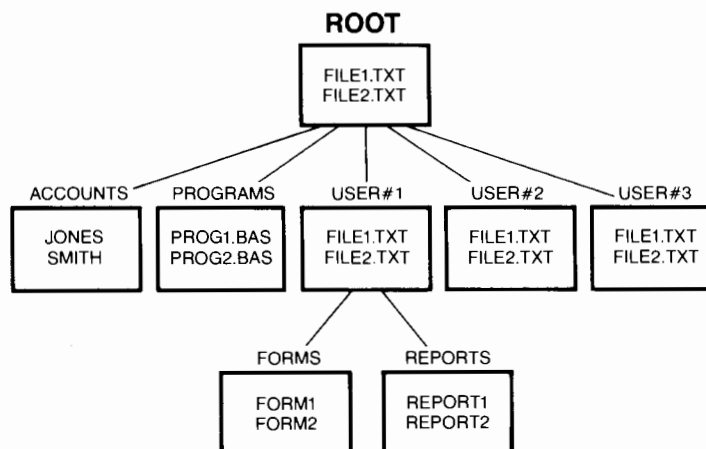 ROOT
FILE1.TXT
FILE2.TXT
ACCOUNTS PROGRAMS USER#1 USER#2 USER#3
JONES PROG1.BAS FILE1.TXT FILE1.TXT FILE1.TXT
SMITH PROG2.BAS FILE2.TXT FILE2.TXT FILE2.TXT
FORMS REPORTS
FORM1 REPORT1
FORM2 REPORT2